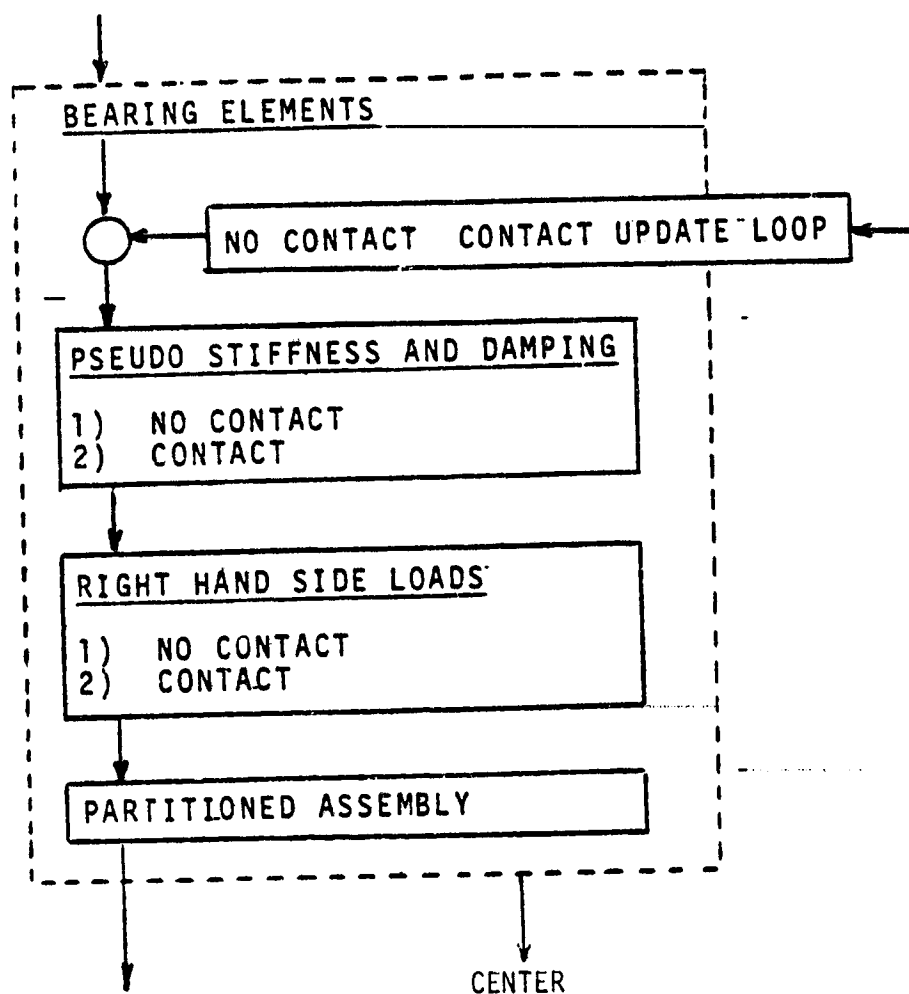 BEARING ELEMENTS
NO CONTACT CONTACT UPDATE LOOP
PSEUDO STIFFNESS AND DAMPING
1) NO CONTACT
2) CONTACT
RIGHT HAND SIDE LOADS
1) NO CONTACT
2) CONTACT
PARTITIONED ASSEMBLY
CENTER